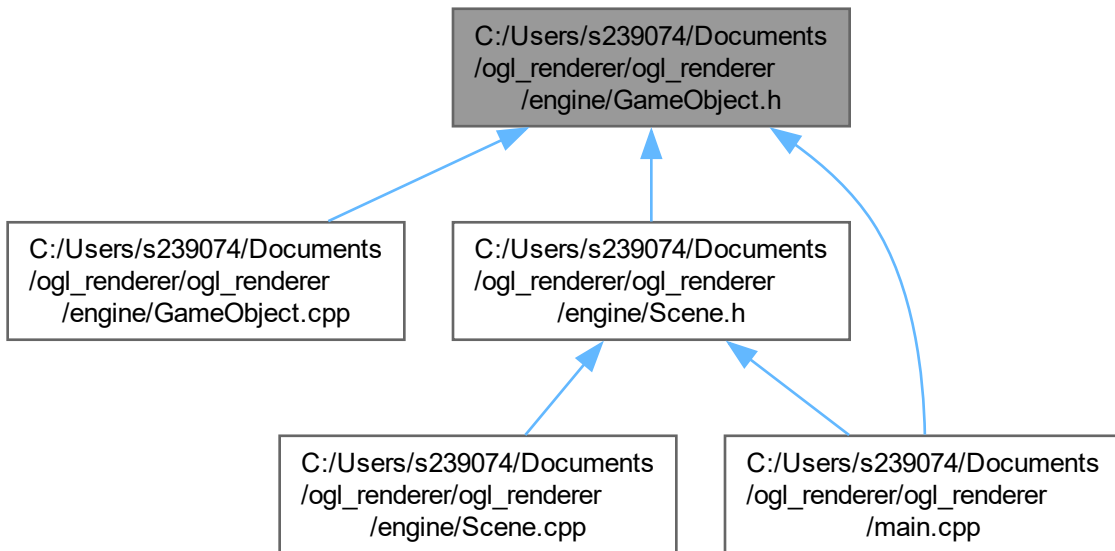 C:/Users/s239074/Documents
/ogl_renderer/ogl_renderer
/engine/GameObject.h
C:/Users/s239074/Documents
/ogl_renderer/ogl_renderer
/engine/GameObject.cpp
C:/Users/s239074/Documents
/ogl_renderer/ogl_renderer
/engine/Scene.h
C:/Users/s239074/Documents
/ogl_renderer/ogl_renderer
/engine/Scene.cpp
C:/Users/s239074/Documents
/ogl_renderer/ogl_renderer
/main.cpp